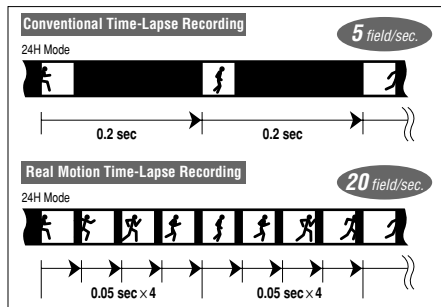 Conventional Time-Lapse Recording
5 field/sec.
24H Mode
0.2 sec 0.2 sec
Real Motion Time-Lapse Recording
20 field/sec.
24H Mode
0.05 sec×4 0.05 sec×4